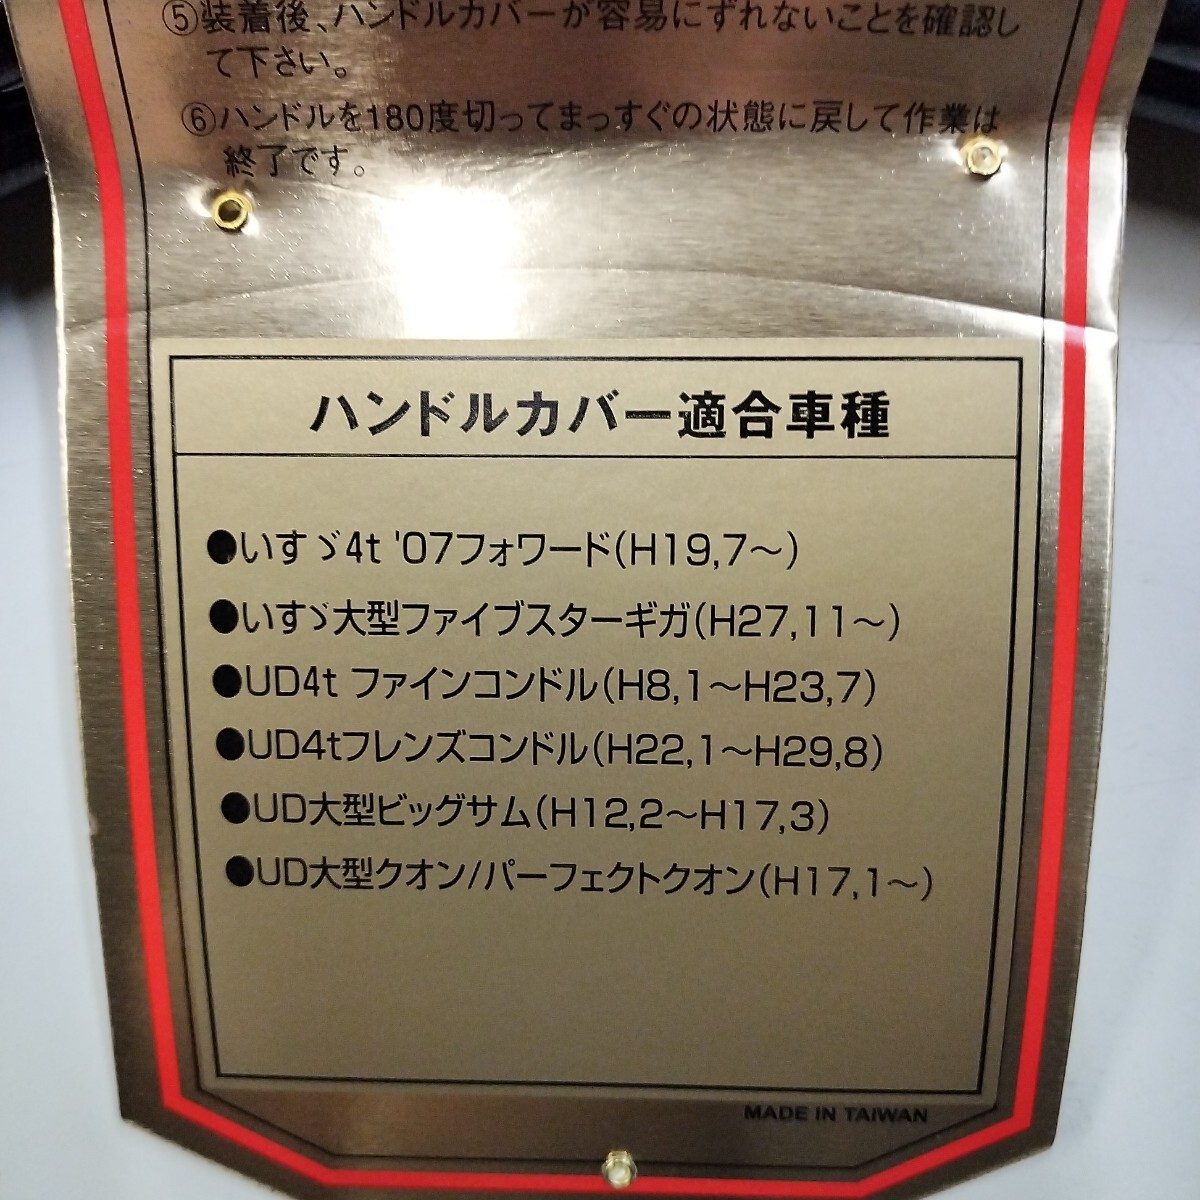 ⑤装着後、ハンドルカバーが容易にずれないことを確認し
て下さい。
⑥ハンドルを180度切ってまっすぐの状態に戻して作業は
終了です。
ハンドルカバー適合車種
●いすゞ4t '07フォワード(H19,7～)
●いすゞ大型ファイブスターギガ(H27,11～)
●UD4t ファインコンドル(H8,1～H23,7)
●UD4tフレンズコンドル(H22,1～H29,8)
●UD大型ビッグサム(H12,2～H17,3)
●UD大型クオン/パーフェクトクオン(H17,1～)
MADE IN TAIWAN